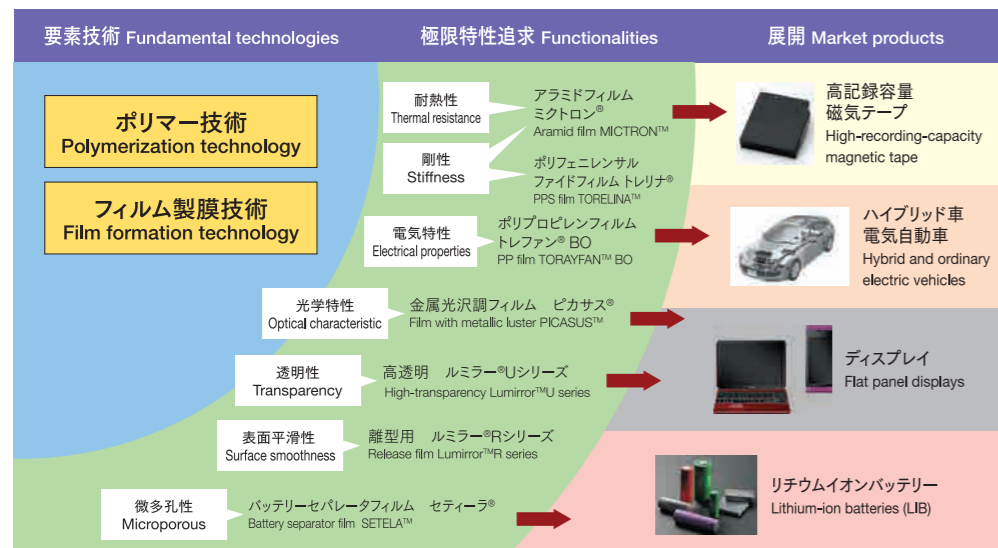 要素技術 Fundamental technologies
極限特性追求 Functionalities
展開 Market products
ポリマー技術
Polymerization technology
フィルム製膜技術
Film formation technology
耐熱性
Thermal resistance
アラミドフィルム
ミクトロン®
Aramid film MICTRON™
高記録容量
磁気テープ
High-recording-capacity
magnetic tape
剛性
Stiffness
ポリフェニレンサル
ファイドフィルム トレリナ®
PPS film TORELINA™
電気特性
Electrical properties
ポリプロピレンフィルム
トレファン® BO
PP film TORAYFAN™ BO
ハイブリッド車
電気自動車
Hybrid and ordinary
electric vehicles
光学特性
Optical characteristic
金属光沢調フィルム ピカサス®
Film with metallic luster PICASUS™
透明性
Transparency
高透明 ルミラー®Uシリーズ
High-transparency Lumirror™U series
ディスプレイ
Flat panel displays
表面平滑性
Surface smoothness
離型用 ルミラー®Rシリーズ
Release film Lumirror™R series
微多孔性
Microporous
バッテリーセパレータフィルム セティーラ®
Battery separator film SETELA™
リチウムイオンバッテリー
Lithium-ion batteries (LIB)